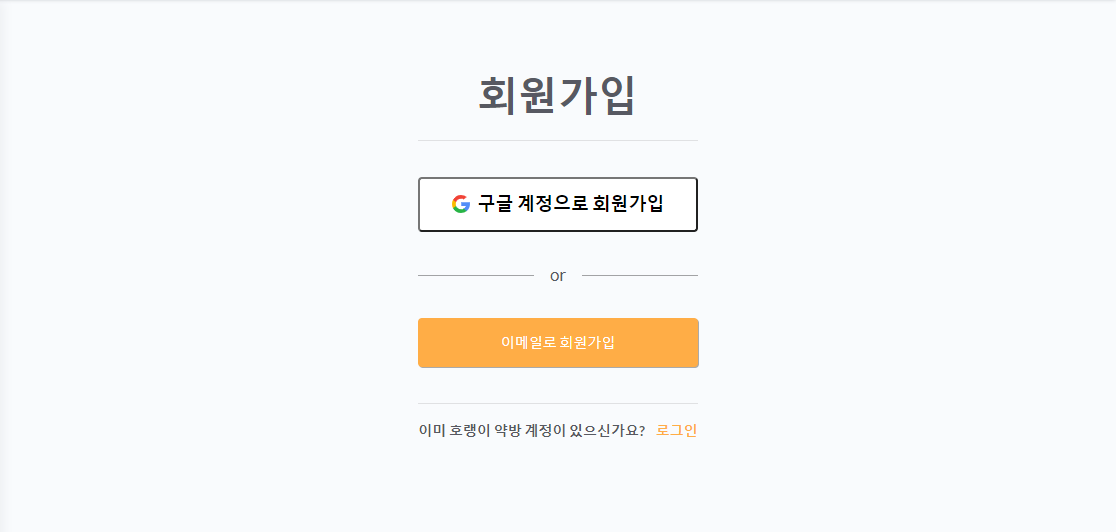 회원가입
구글 계정으로 회원가입
or
이메일로 회원가입
이미 호랭이 약방 계정이 있으신가요? 로그인